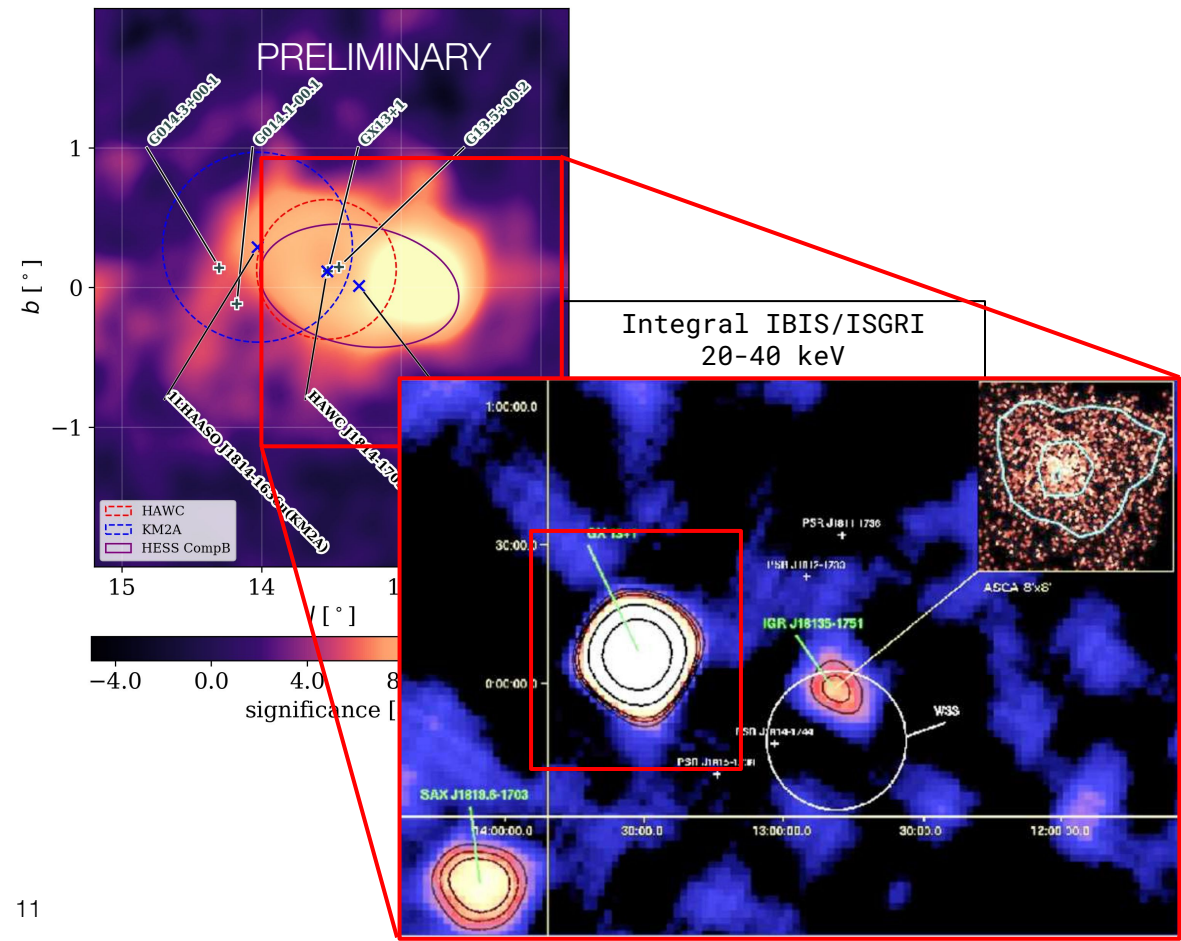 PRELIMINARY
G014.3+00.1
G014.1-00.1
GX13+1
G13.5+00.2
1
0
−1
b [°]
1LHAASO J1814-1636u(KM2A)
HAWC J1814-170
HAWC
KM2A
HESS CompB
15
14
l [°]
−4.0
0.0
4.0
8
significance [
Integral IBIS/ISGRI
20-40 keV
1:00:00.0
30:00.0
0:00:00.0
GX 13+1
PSR J1811-1736
PSR J1812-1733
IGR J18135-1751
ASCA 8'x8'
W33
PSR J1814-1744
SAX J1818.6-1703
14:00:00.0
30:00.0
13:00:00.0
30:00.0
12:00:00.0
11